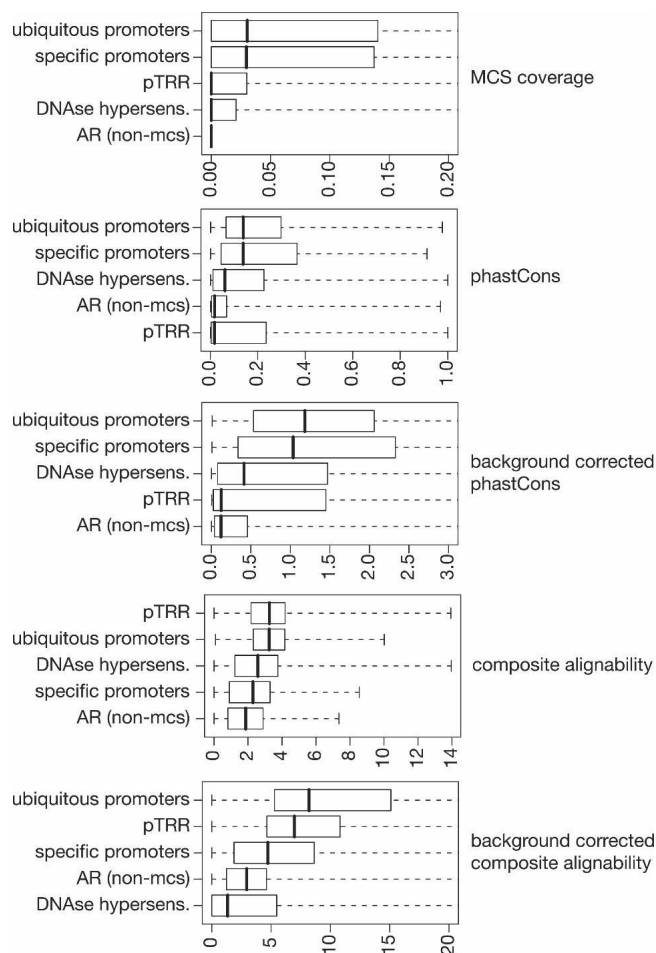 ubiquitous promoters
specific promoters
pTRR
DNAse hypersens.
AR (non-mcs)
MCS coverage
0.00 0.05 0.10 0.15 0.20
ubiquitous promoters
specific promoters
DNAse hypersens.
AR (non-mcs)
pTRR
phastCons
0.0 0.2 0.4 0.6 0.8 1.0
ubiquitous promoters
specific promoters
DNAse hypersens.
pTRR
AR (non-mcs)
background corrected
phastCons
0.0 0.5 1.0 1.5 2.0 2.5 3.0
pTRR
ubiquitous promoters
DNAse hypersens.
specific promoters
AR (non-mcs)
composite alignability
0 2 4 6 8 10 12 14
ubiquitous promoters
pTRR
specific promoters
AR (non-mcs)
DNAse hypersens.
background corrected
composite alignability
0 5 10 15 20